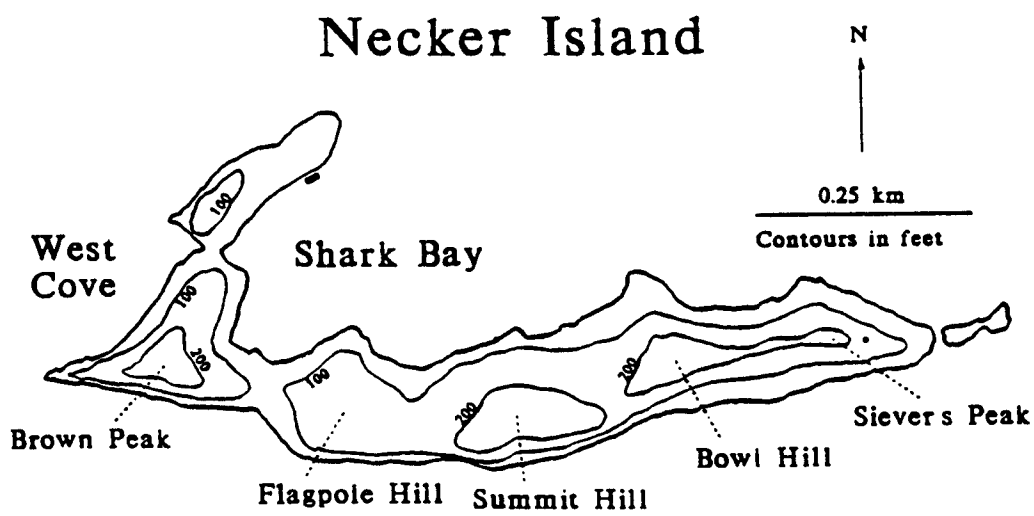 Necker Island
N
0.25 km
Contours in feet
100
West
Cove
Shark Bay
100
200
100
200
200
Brown Peak
Flagpole Hill
Summit Hill
Bowl Hill
Siever s Peak